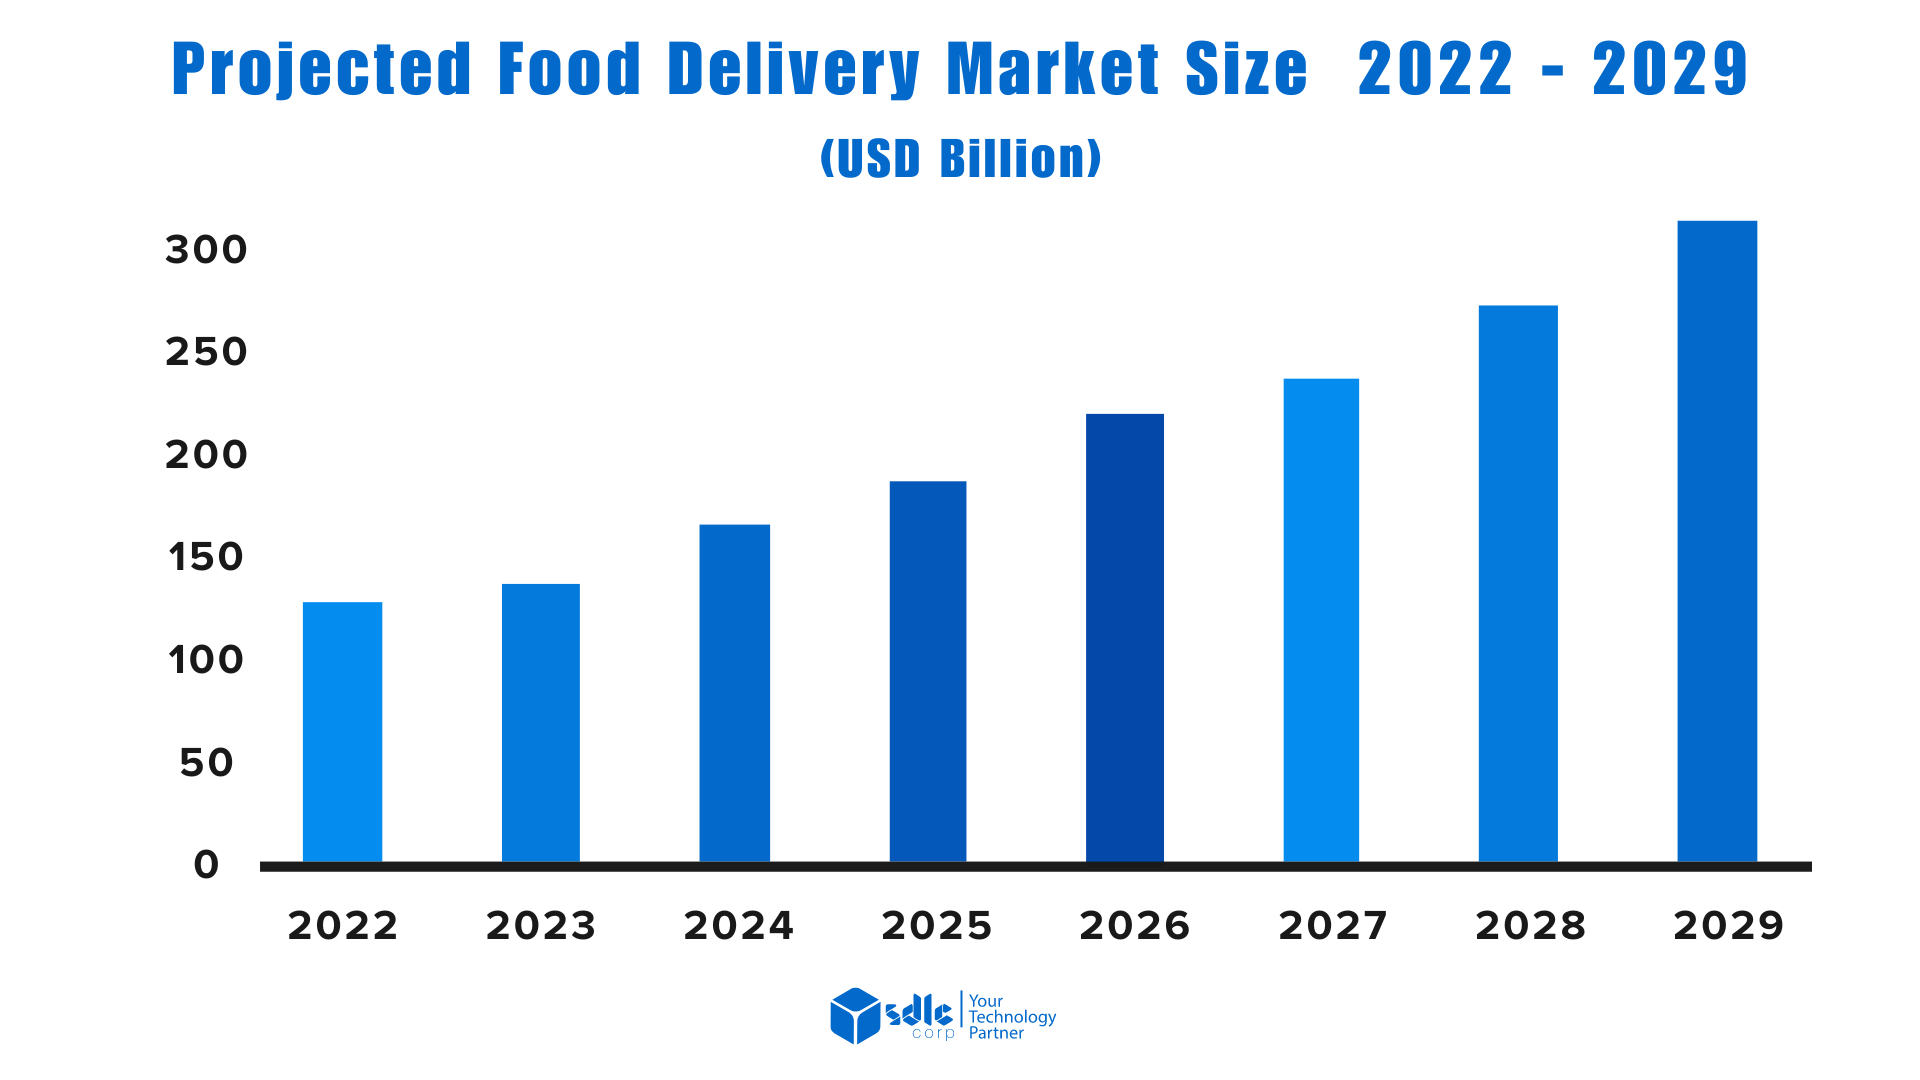 Projected Food Delivery Market Size 2022 - 2029
(USD Billion)
300
250
200
150
100
50
0
2022 2023 2024 2025 2026 2027 2028 2029
sdlc
corp
Your
Technology
Partner